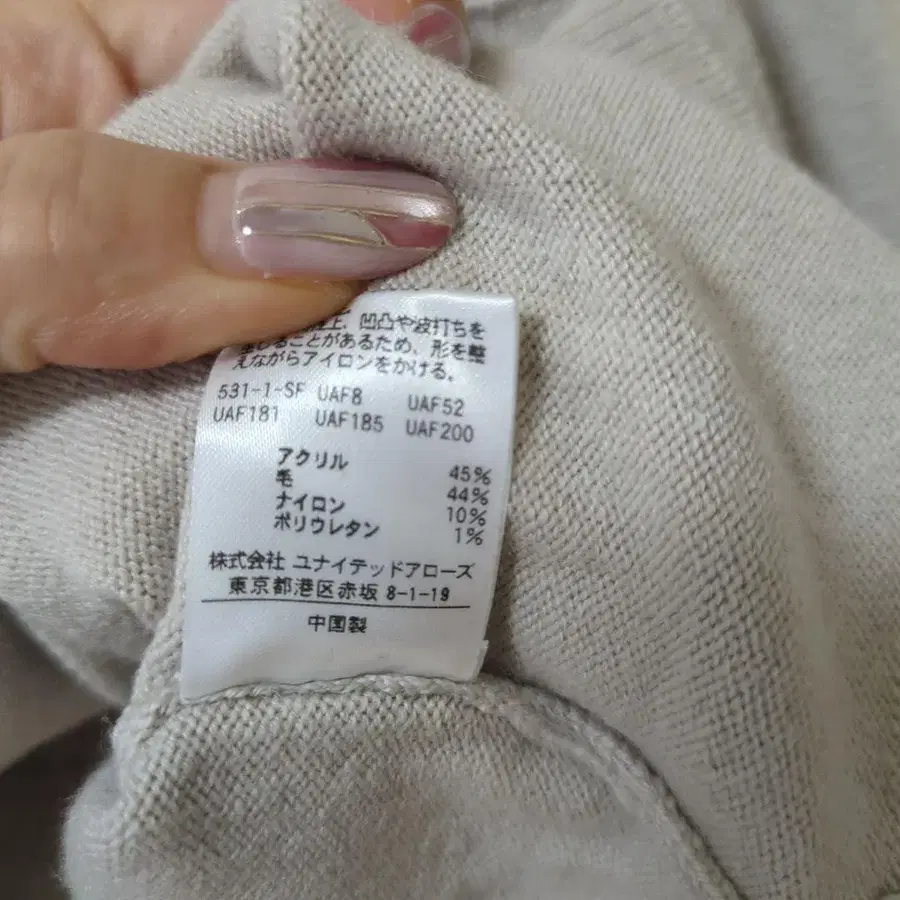 上、凹凸や波打ちを
ることがあるため、形を整
えながらアイロンをかける。
531-1-SF UAF8 UAF52
UAF181 UAF185 UAF200
アクリル 45%
毛 44%
ナイロン 10%
ポリウレタン 1%
株式会社 ユナイテッドアローズ
東京都港区赤坂 8-1-19
中国製